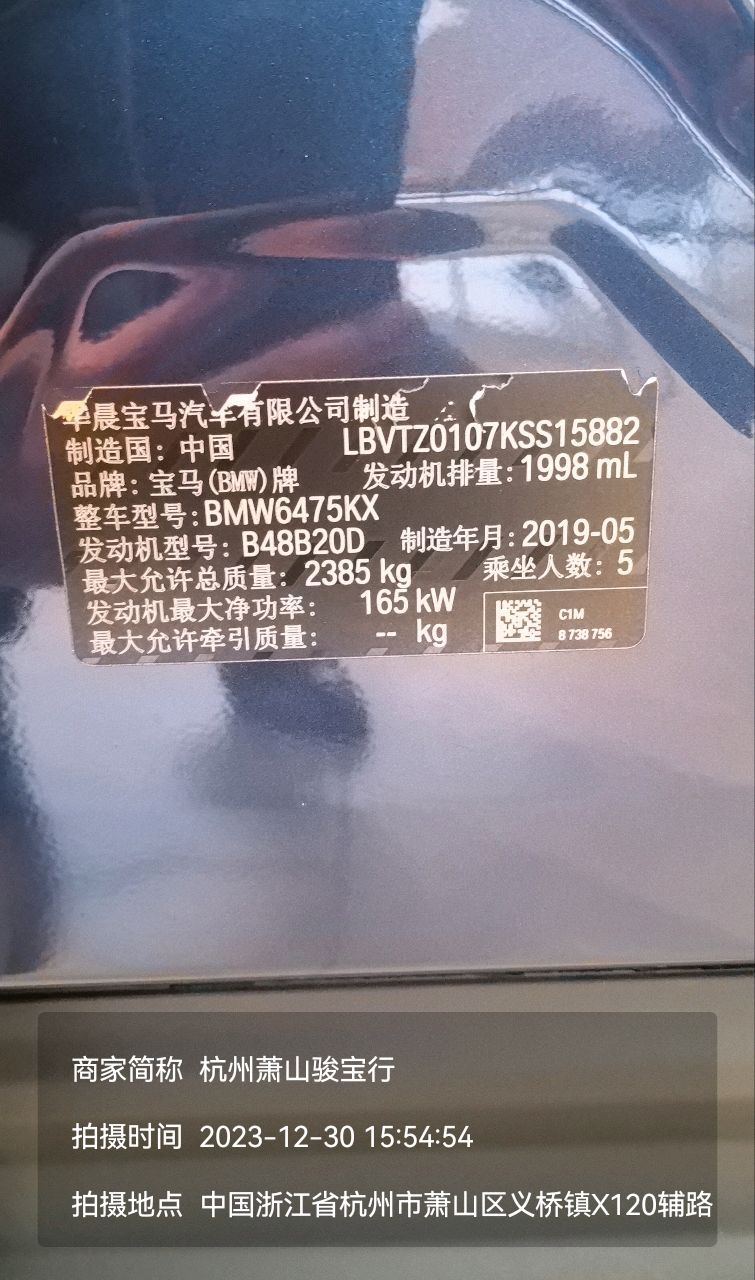 华晨宝马汽车有限公司制造
制造国：中国 LBVTZ0107KSS15882
品牌：宝马(BMW)牌 发动机排量：1998 mL
整车型号：BMW6475KX
发动机型号：B48B20D 制造年月：2019-05
最大允许总质量：2385 kg 乘坐人数：5
发动机最大净功率：165 kW
最大允许牵引质量：-- kg
C1M
8 738 756
商家简称 杭州萧山骏宝行
拍摄时间 2023-12-30 15:54:54
拍摄地点 中国浙江省杭州市萧山区义桥镇X120辅路